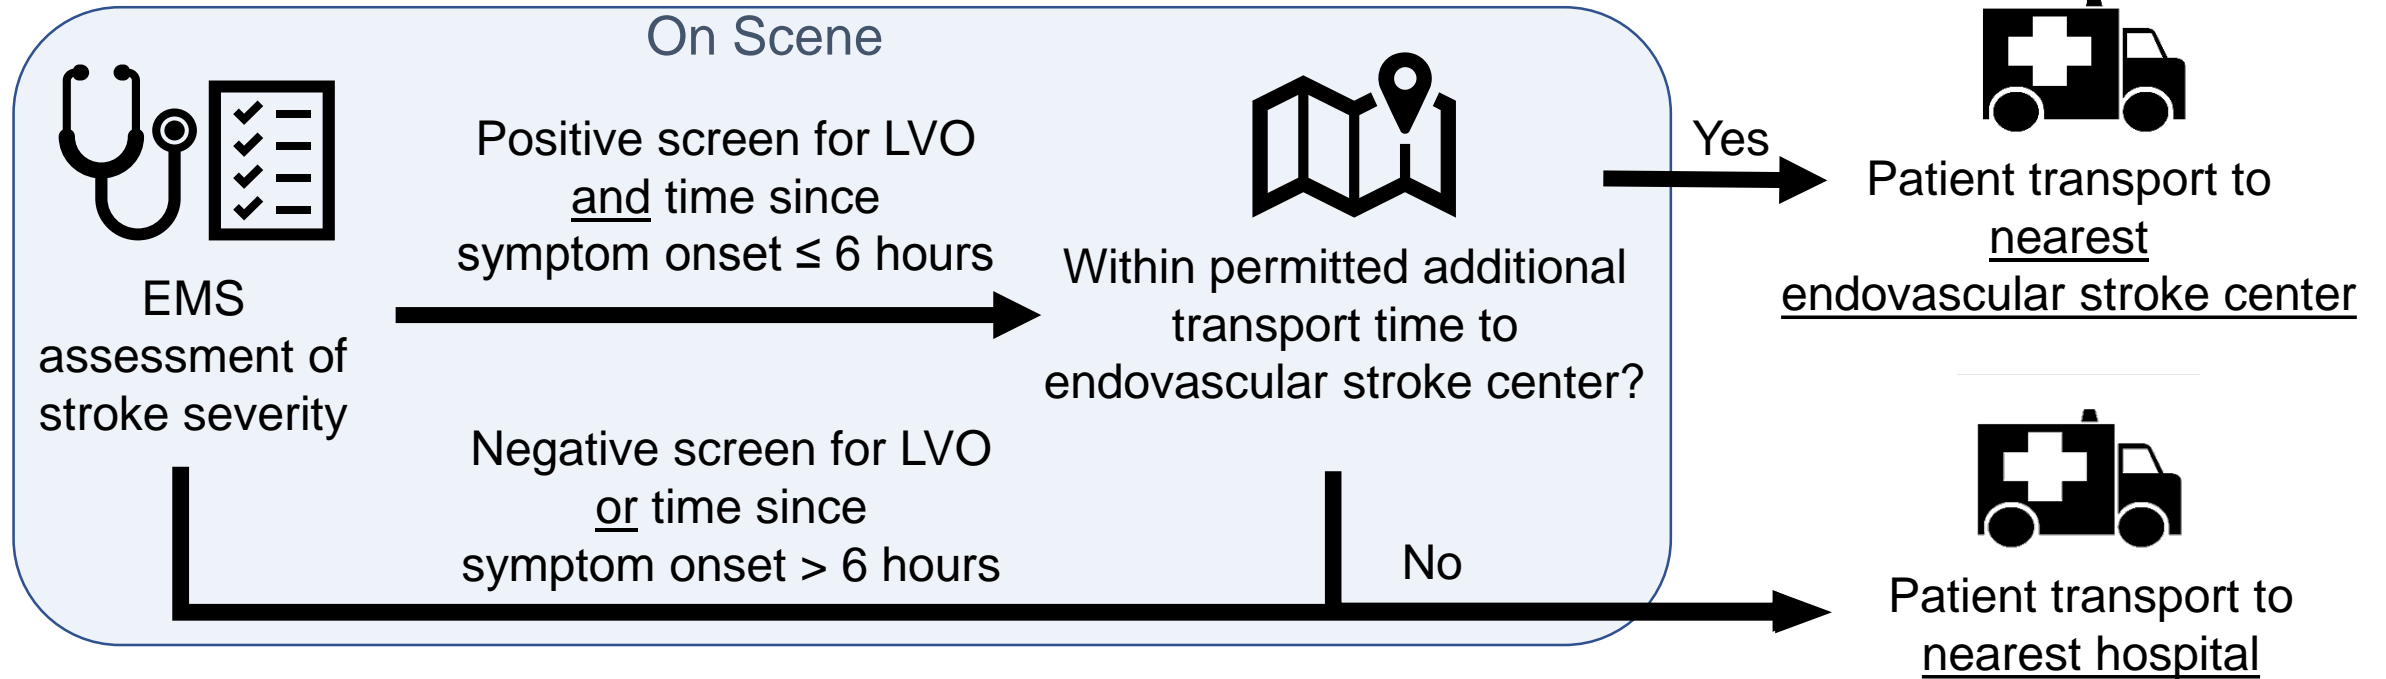 On Scene
EMS
assessment of
stroke severity
Positive screen for LVO
and time since
symptom onset ≤ 6 hours
Negative screen for LVO
or time since
symptom onset > 6 hours
Within permitted additional
transport time to
endovascular stroke center?
Yes
No
Patient transport to
nearest
endovascular stroke center
Patient transport to
nearest hospital